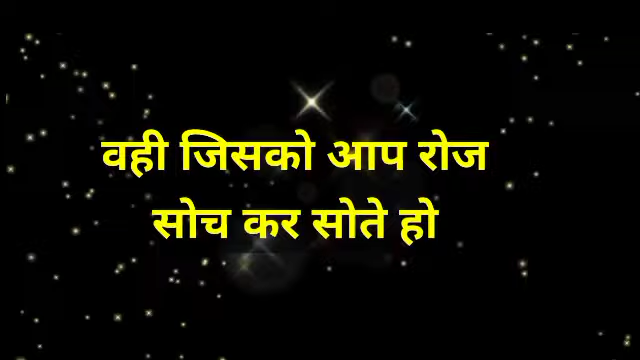 वही जिसको आप रोज
सोच कर सोते हो